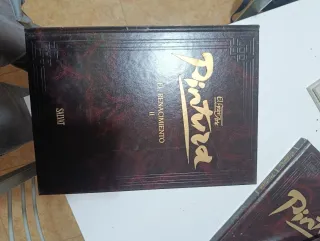 Pintura
EL RENACIMIENTO
II
SALVAT
Pintura